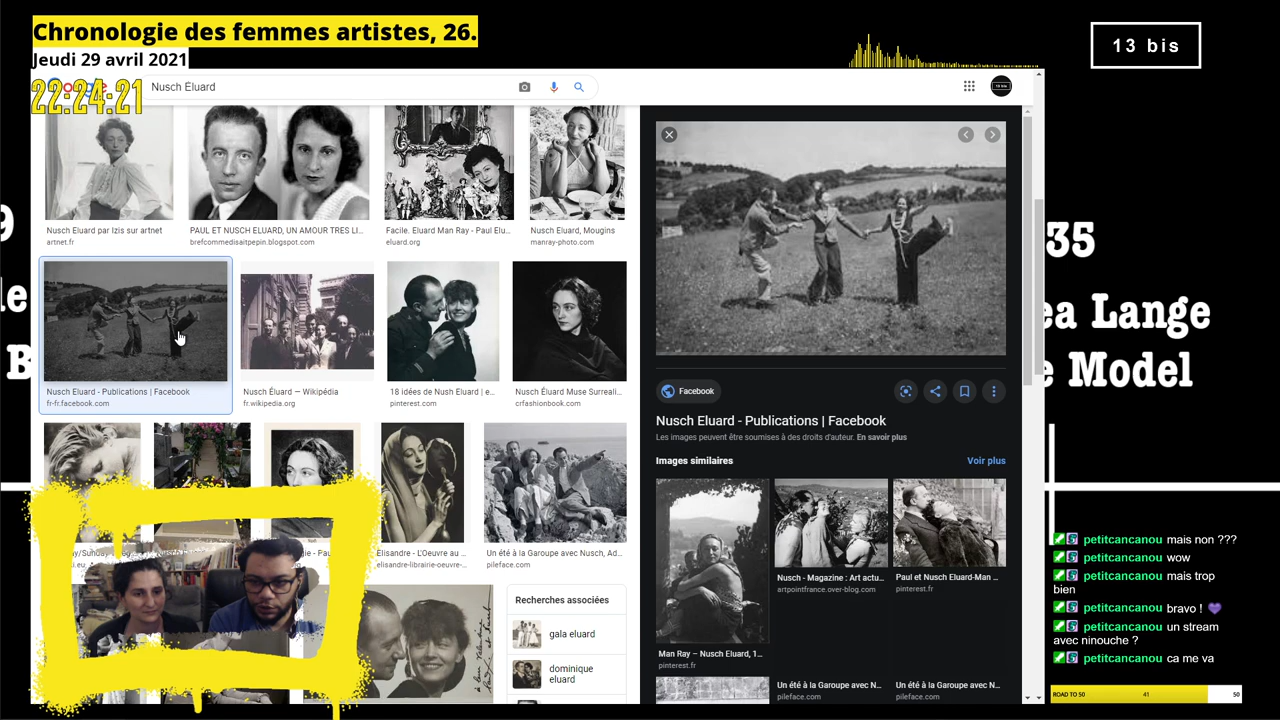 Chronologie des femmes artistes, 26.
Jeudi 29 avril 2021
22:24:21
Nusch Éluard
13 bis
Nusch Eluard par Izis sur artnet
artnet.fr
PAUL ET NUSCH ELUARD, UN AMOUR TRES LI...
brefcommedisaitpepin.blogspot.com
Facile. Eluard Man Ray - Paul Elu...
eluard.org
Nusch Eluard, Mougins
manray-photo.com
Nusch Eluard - Publications | Facebook
fr-fr.facebook.com
Nusch Éluard — Wikipédia
fr.wikipedia.org
18 idées de Nush Eluard | e...
pinterest.com
Nusch Éluard Muse Surreali...
crfashionbook.com
Elisandre - L'Oeuvre au ...
elisandre-librairie-oeuvre-...
Un été à la Garoupe avec Nusch, Ad...
pileface.com
Recherches associées
gala eluard
dominique
eluard
Facebook
Nusch Eluard - Publications | Facebook
Les images peuvent être soumises à des droits d'auteur. En savoir plus
Images similaires
Voir plus
Man Ray – Nusch Eluard, 1...
pinterest.fr
Nusch - Magazine : Art actu...
artpointfrance.over-blog.com
Paul et Nusch Eluard-Man ...
pinterest.fr
Un été à la Garoupe avec N...
pileface.com
Un été à la Garoupe avec N...
pileface.com
35
ea Lange
e Model
petitcancanou mais non ???
petitcancanou wow
petitcancanou mais trop
bien
petitcancanou bravo !
petitcancanou un stream
avec ninouche ?
petitcancanou ca me va
ROAD TO 50 41 50